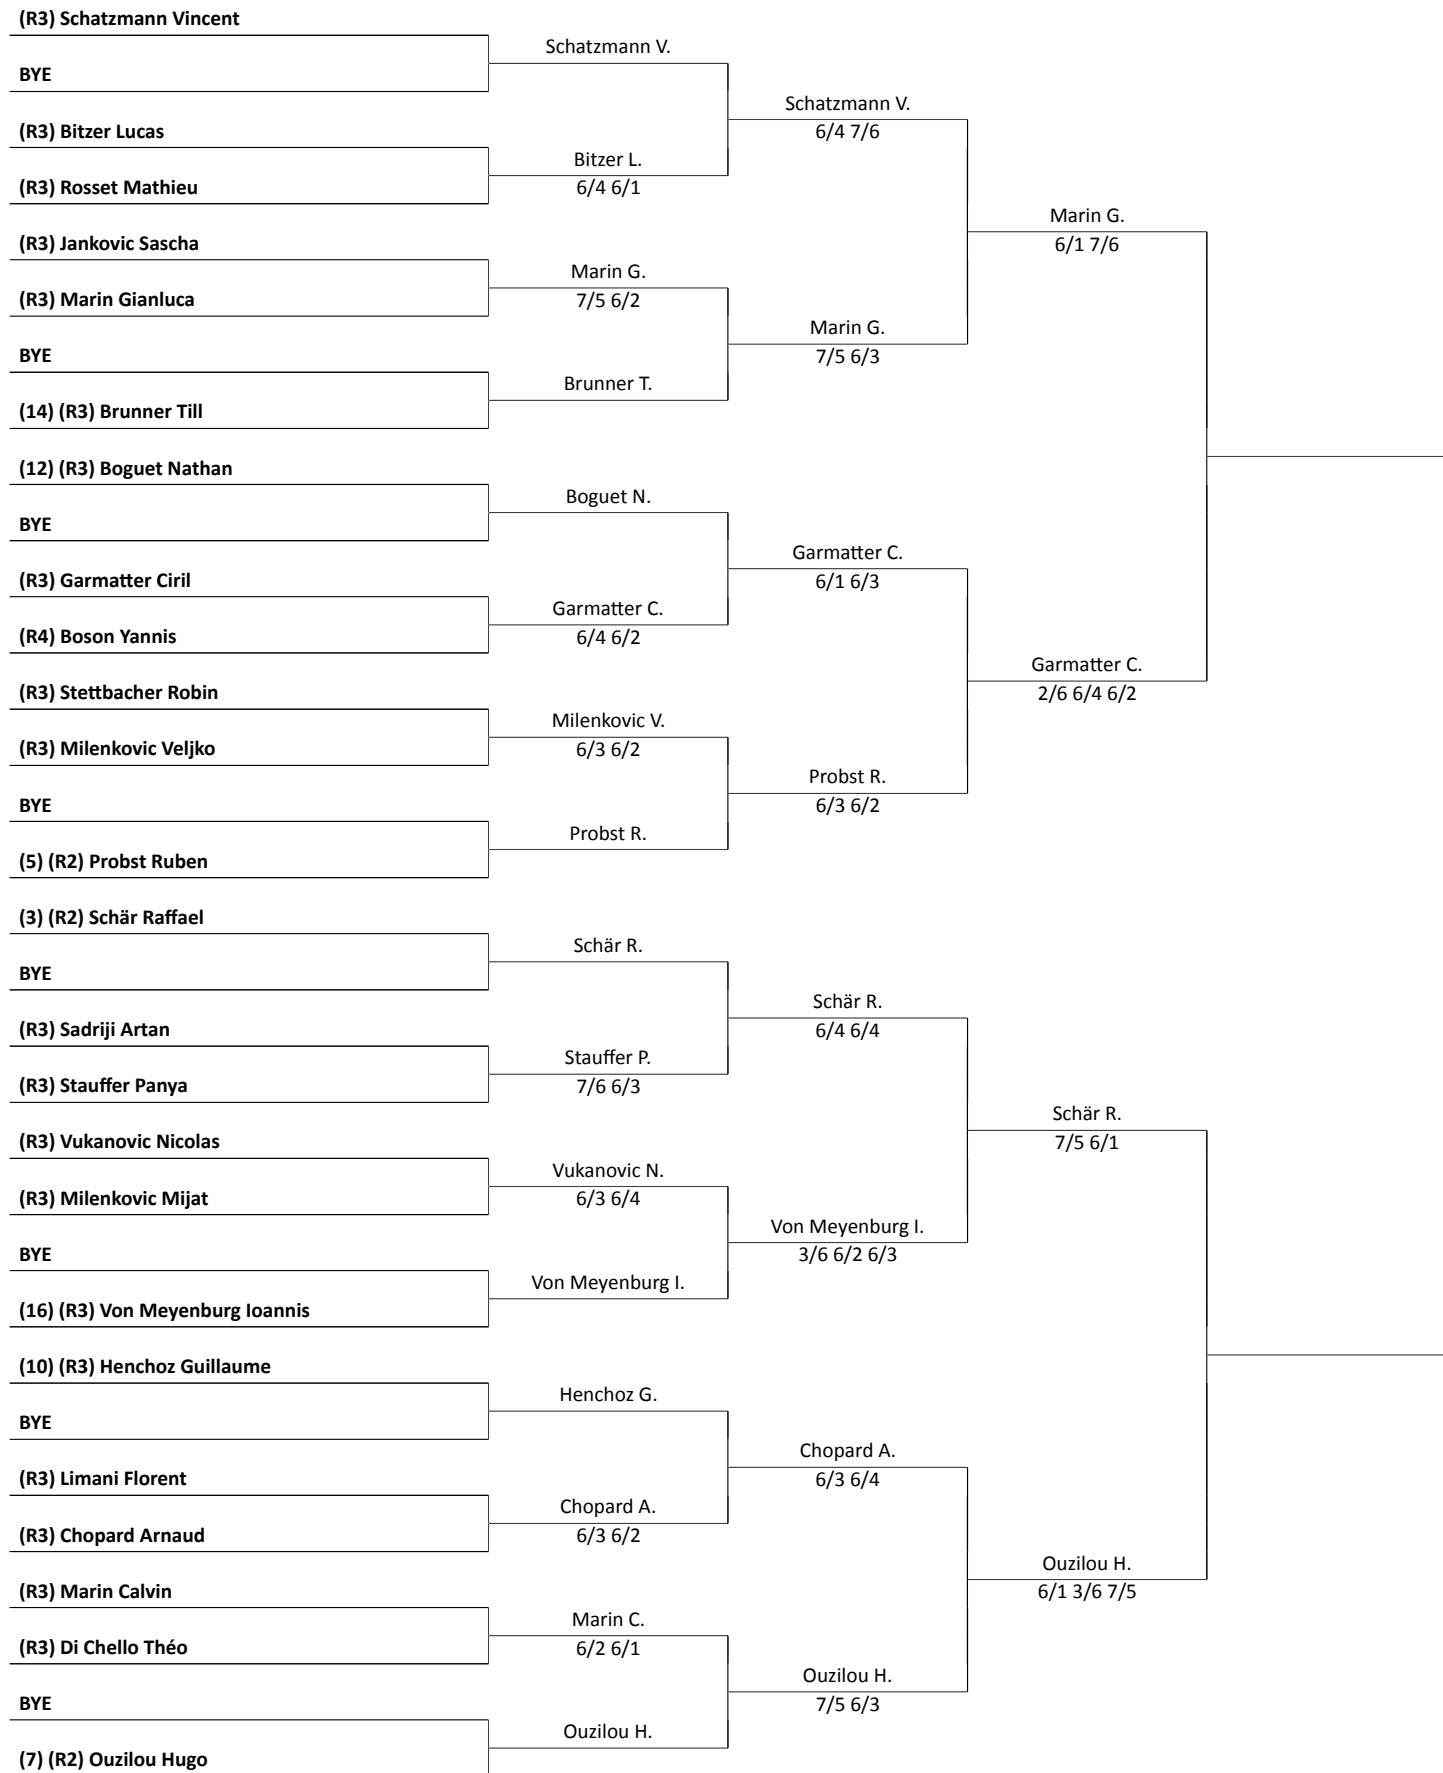 (R3) Schatzmann Vincent
Schatzmann V.
BYE
Schatzmann V.
6/4 7/6
(R3) Bitzer Lucas
Bitzer L.
6/4 6/1
(R3) Rosset Mathieu
Marin G.
6/1 7/6
(R3) Jankovic Sascha
Marin G.
7/5 6/2
(R3) Marin Gianluca
Marin G.
7/5 6/3
BYE
Brunner T.
(14) (R3) Brunner Till
(12) (R3) Boguet Nathan
Boguet N.
BYE
Garmatter C.
6/1 6/3
(R3) Garmatter Ciril
Garmatter C.
6/4 6/2
(R4) Boson Yannis
Garmatter C.
2/6 6/4 6/2
(R3) Stettbacher Robin
Milenkovic V.
6/3 6/2
(R3) Milenkovic Veljko
Probst R.
6/3 6/2
BYE
Probst R.
(5) (R2) Probst Ruben
(3) (R2) Schär Raffael
Schär R.
BYE
Schär R.
6/4 6/4
(R3) Sadriji Artan
Stauffer P.
7/6 6/3
(R3) Stauffer Panya
Schär R.
7/5 6/1
(R3) Vukanovic Nicolas
Vukanovic N.
6/3 6/4
(R3) Milenkovic Mijat
Von Meyenburg I.
3/6 6/2 6/3
BYE
Von Meyenburg I.
(16) (R3) Von Meyenburg Ioannis
(10) (R3) Henchoz Guillaume
Henchoz G.
BYE
Chopard A.
6/3 6/4
(R3) Limani Florent
Chopard A.
6/3 6/2
(R3) Chopard Arnaud
Ouzilou H.
6/1 3/6 7/5
(R3) Marin Calvin
Marin C.
6/2 6/1
(R3) Di Chello Théo
Ouzilou H.
7/5 6/3
BYE
Ouzilou H.
(7) (R2) Ouzilou Hugo